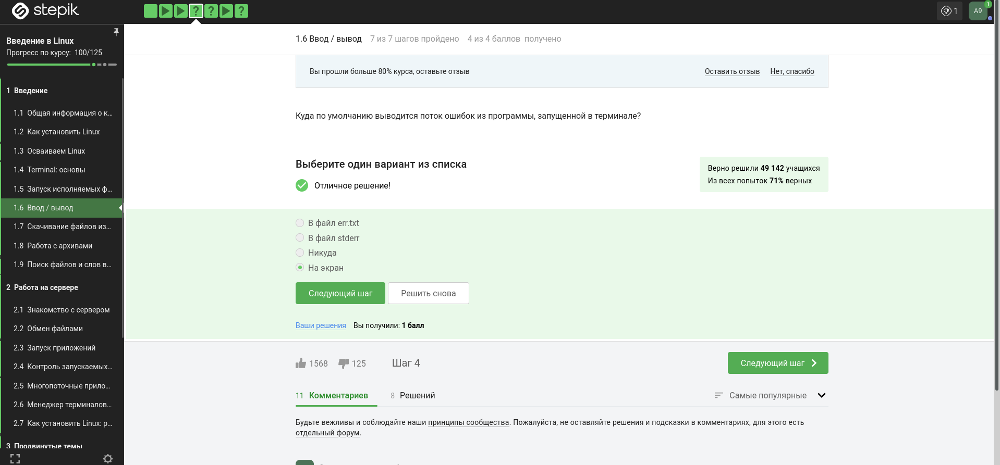 stepik
? ? ?
1
A9
1
Введение в Linux
Прогресс по курсу: 100/125
1 Введение
1.1 Общая информация о к...
1.2 Как установить Linux
1.3 Осваиваем Linux
1.4 Terminal: основы
1.5 Запуск исполняемых ф...
1.6 Ввод / вывод
1.7 Скачивание файлов из...
1.8 Работа с архивами
1.9 Поиск файлов и слов в...
2 Работа на сервере
2.1 Знакомство с сервером
2.2 Обмен файлами
2.3 Запуск приложений
2.4 Контроль запускаемых...
2.5 Многопоточные прило...
2.6 Менеджер терминалов...
2.7 Как установить Linux: р...
3 Продвинутые темы
1.6 Ввод / вывод 7 из 7 шагов пройдено 4 из 4 баллов получено
Вы прошли больше 80% курса, оставьте отзыв Оставить отзыв Нет, спасибо
Куда по умолчанию выводится поток ошибок из программы, запущенной в терминале?
Выберите один вариант из списка
Отличное решение!
Верно решили 49 142 учащихся
Из всех попыток 71% верных
В файл err.txt
В файл stderr
Никуда
На экран
Следующий шаг Решить снова
Ваши решения Вы получили: 1 балл
1568 125 Шаг 4 Следующий шаг
11 Комментариев 8 Решений Самые популярные
Будьте вежливы и соблюдайте наши принципы сообщества. Пожалуйста, не оставляйте решения и подсказки в комментариях, для этого есть
отдельный форум.